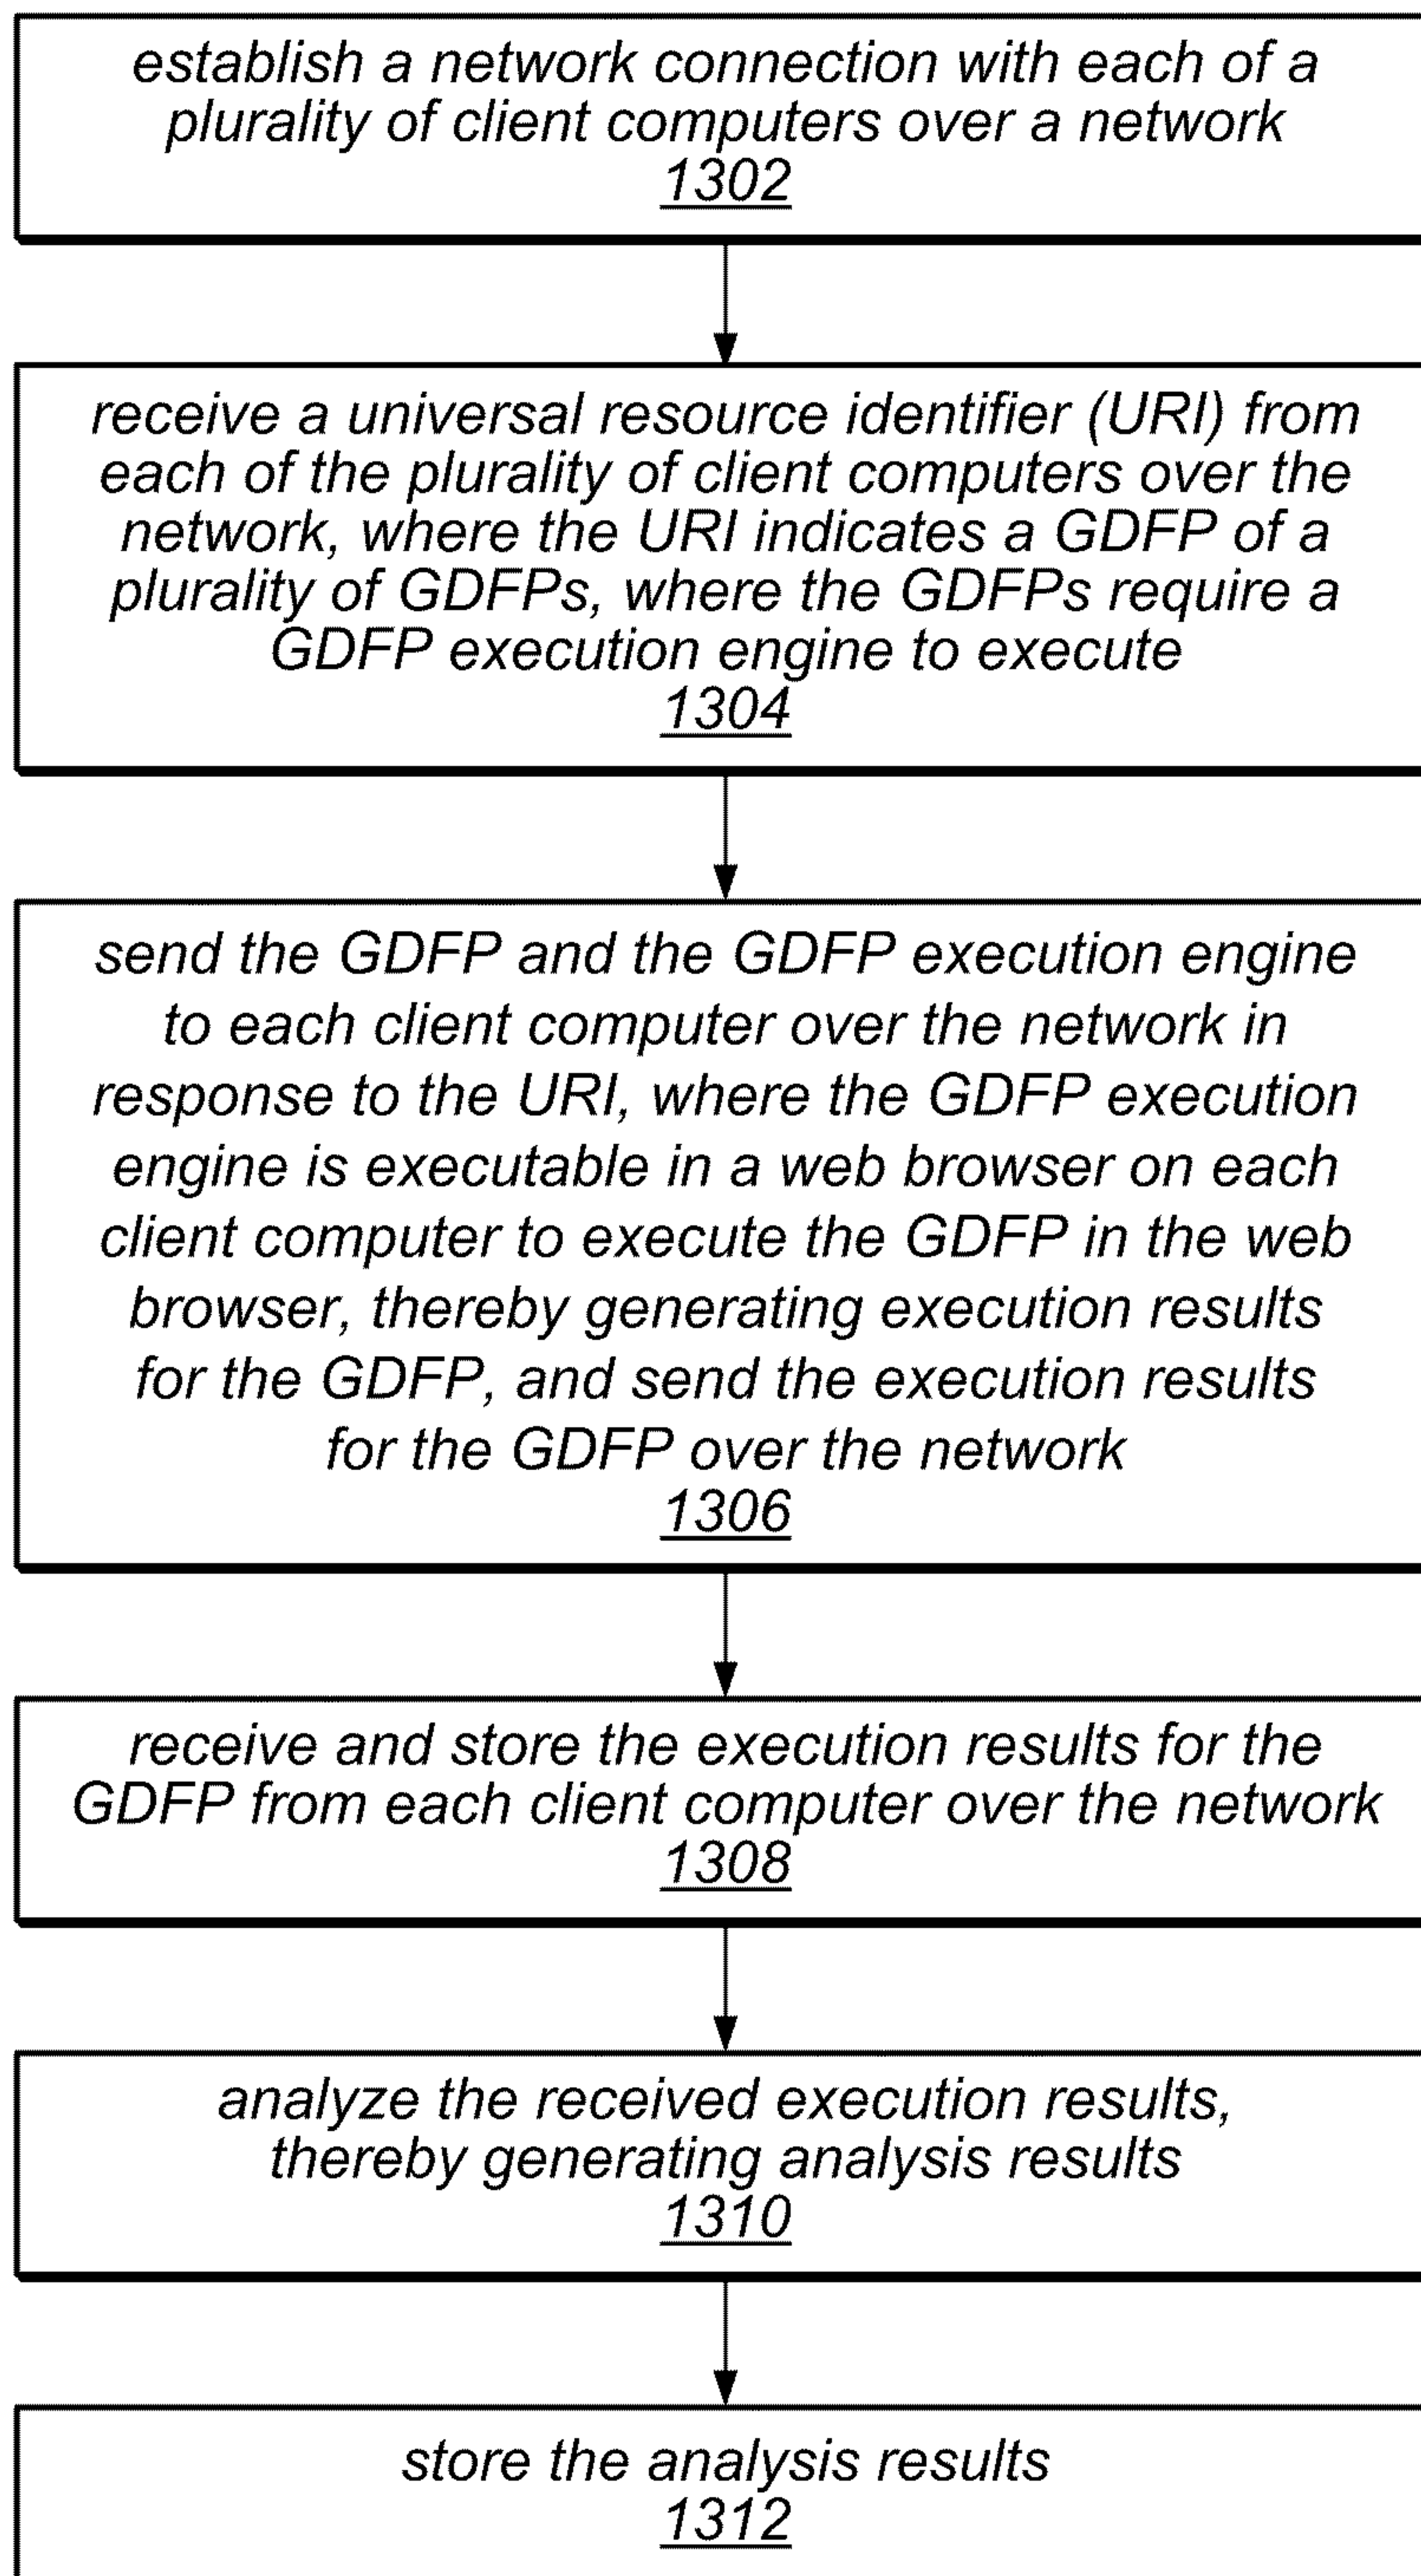 establish a network connection with each of a
plurality of client computers over a network
1302
receive a universal resource identifier (URI) from
each of the plurality of client computers over the
network, where the URI indicates a GDFP of a
plurality of GDFPs, where the GDFPs require a
GDFP execution engine to execute
1304
send the GDFP and the GDFP execution engine
to each client computer over the network in
response to the URI, where the GDFP execution
engine is executable in a web browser on each
client computer to execute the GDFP in the web
browser, thereby generating execution results
for the GDFP, and send the execution results
for the GDFP over the network
1306
receive and store the execution results for the
GDFP from each client computer over the network
1308
analyze the received execution results,
thereby generating analysis results
1310
store the analysis results
1312